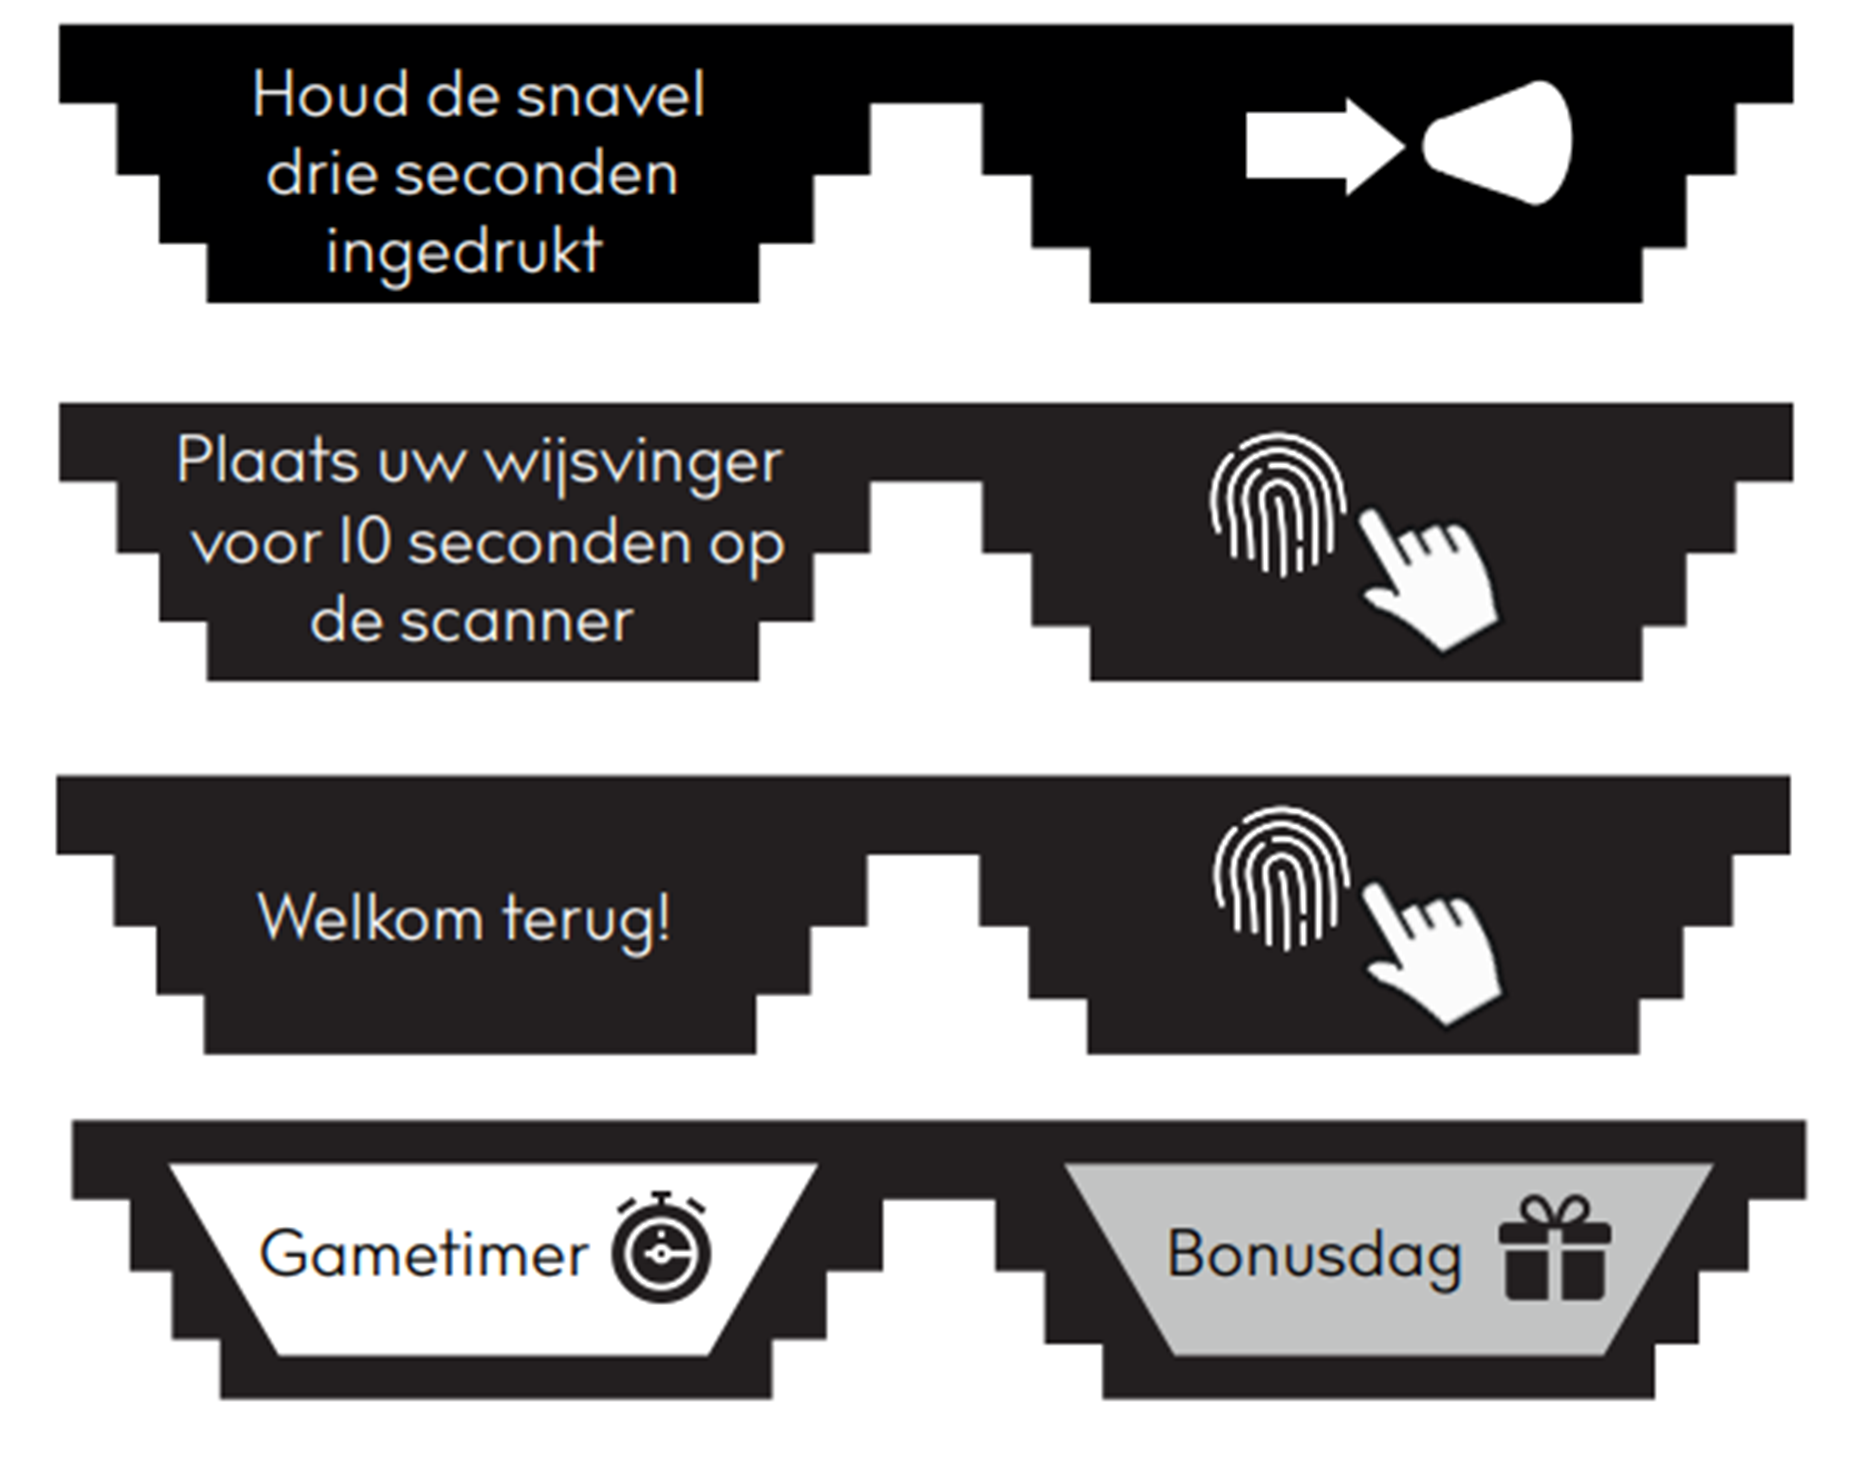 Houd de snavel
drie seconden
ingedrukt
Plaats uw wijsvinger
voor 10 seconden op
de scanner
Welkom terug!
Gametimer
Bonusdag